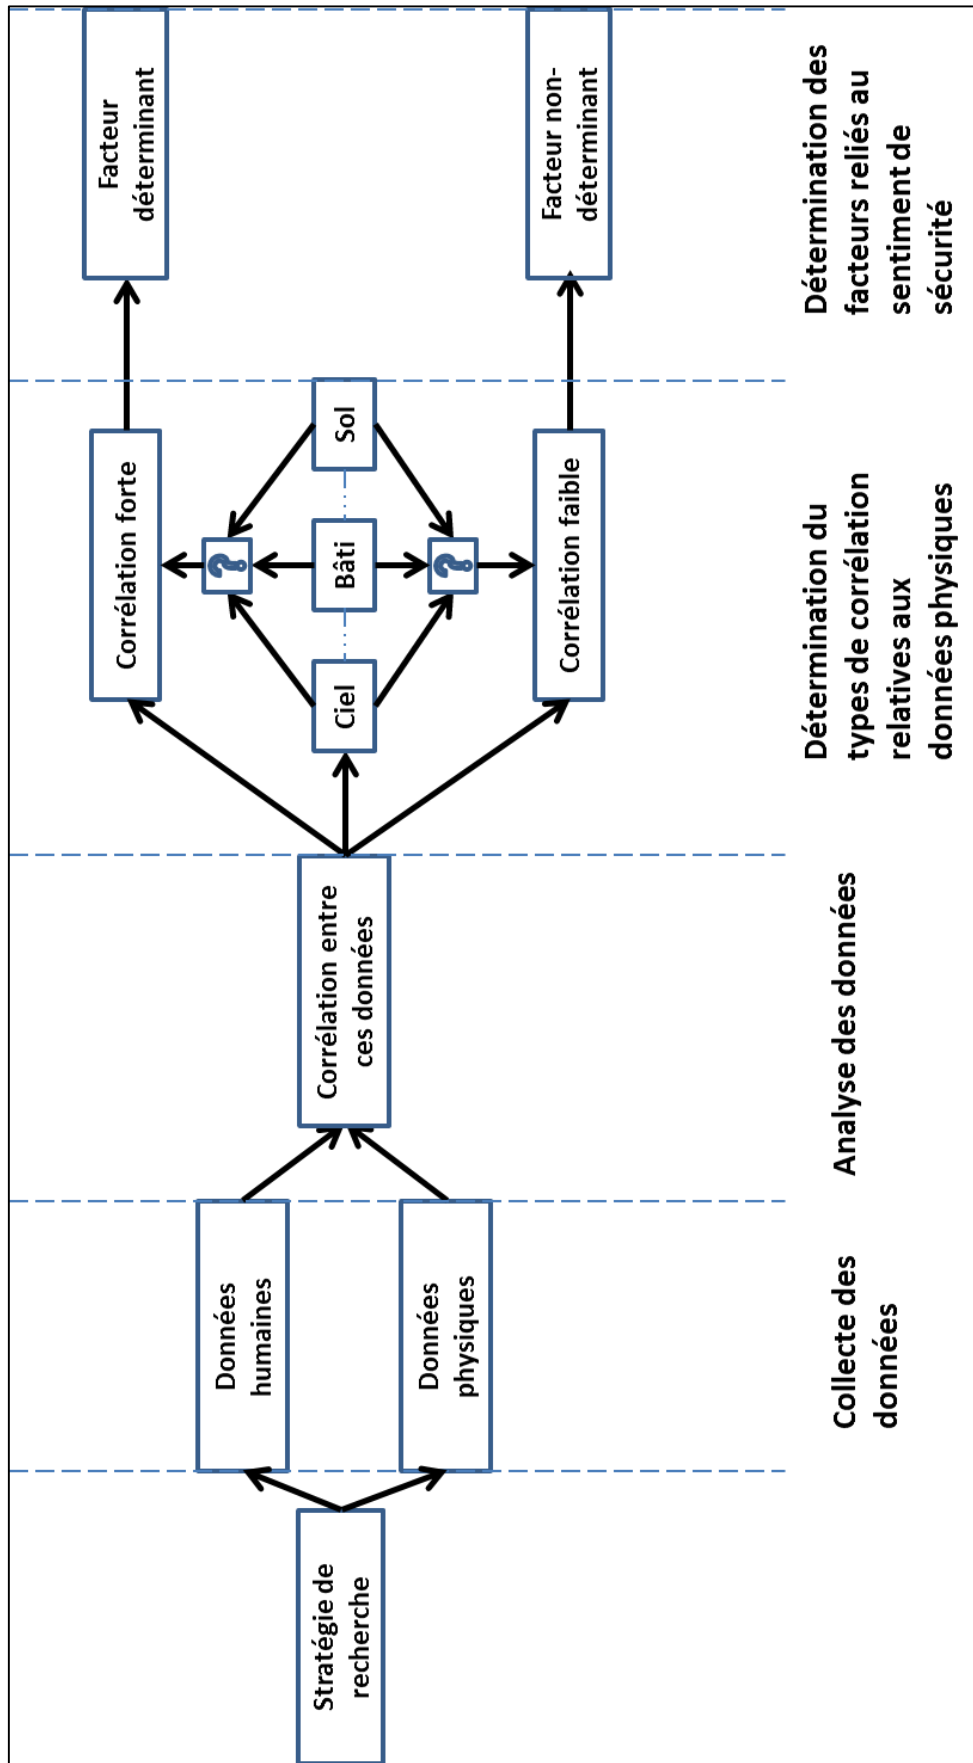 Stratégie de
recherche
Données
humaines
Données
physiques
Corrélation entre
ces données
Corrélation forte
?
Ciel
Bâti
Sol
?
Corrélation faible
Facteur
déterminant
Facteur non-
déterminant
Collecte des
données
Analyse des données
Détermination du
types de corrélation
relatives aux
données physiques
Détermination des
facteurs reliés au
sentiment de
sécurité